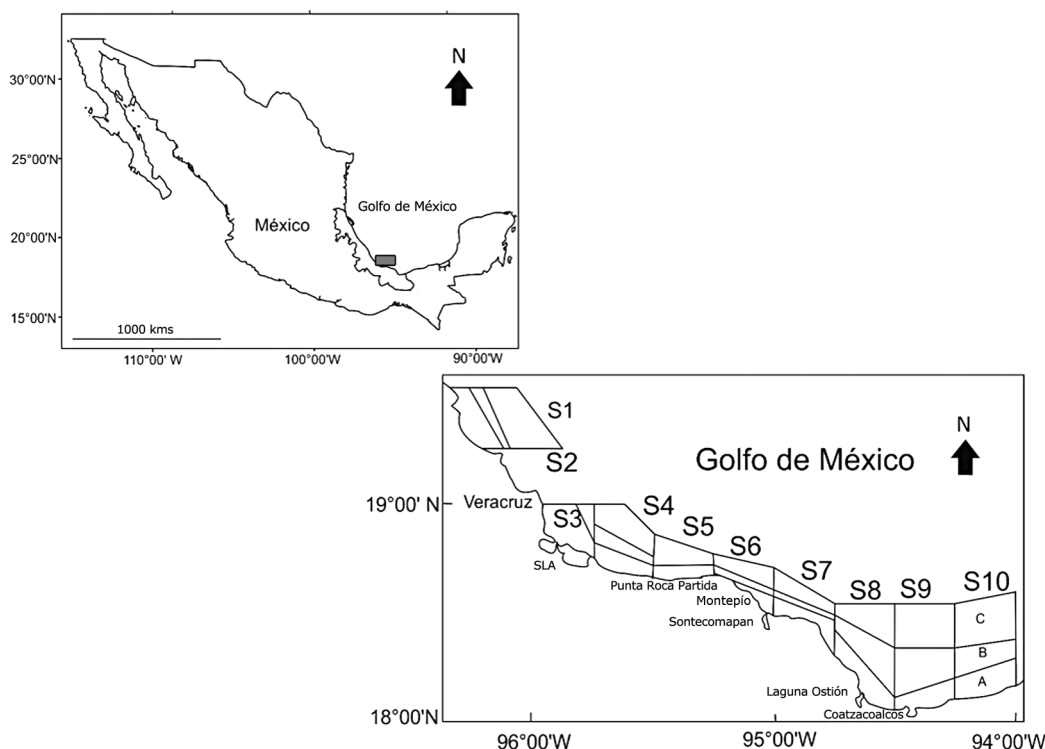 N
30°00'N
25°00'N
Golfo de México
México
20°00'N
15°00'N
1000 kms
110°00' W
100°00'W
90°00'W
S1
N
S2
Golfo de México
19°00' N
Veracruz
S3
S4
S5
S6
S7
S8
S9
S10
SLA
Punta Roca Partida
Montepío
Sontecomapan
C
B
A
Laguna Ostión
Coatzacoalcos
18°00'N
96°00'W
95°00'W
94°00'W